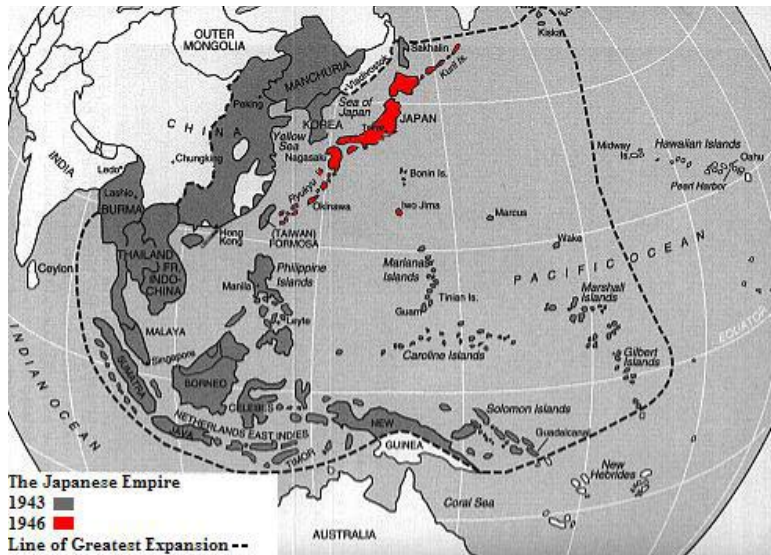 OUTER
MONGOLIA
MANCHURIA
Vladivostok
Sakhalin
Kuril Is.
Kiska
Peking
Sea of
Japan
KOREA
JAPAN
Yellow
Sea
CHINA
Chungking
Nagasaki
INDIA
Ledo
Lashio
BURMA
Ryukyu
Okinawa
Bonin Is.
Iwo Jima
Marcus
Midway
Is.
Hawaiian Islands
Oahu
Pearl Harbor
Hong
Kong
(TAIWAN)
FORMOSA
Wake
PACIFIC OCEAN
Ceylon
THAILAND
FR.
INDO-
CHINA
Philippine
Islands
Manila
Leyte
Marianas
Islands
Tinian Is.
Guam
Marshall
Islands
EQUATOR
MALAYA
Singapore
Caroline Islands
Gilbert
Islands
INDIAN OCEAN
SUMATRA
BORNEO
CELEBES
NETHERLANDS EAST INDIES
JAVA
TIMOR
NEW
GUINEA
Solomon Islands
Guadalcanal
New
Hebrides
Coral Sea
AUSTRALIA
The Japanese Empire
1943
1946
Line of Greatest Expansion --